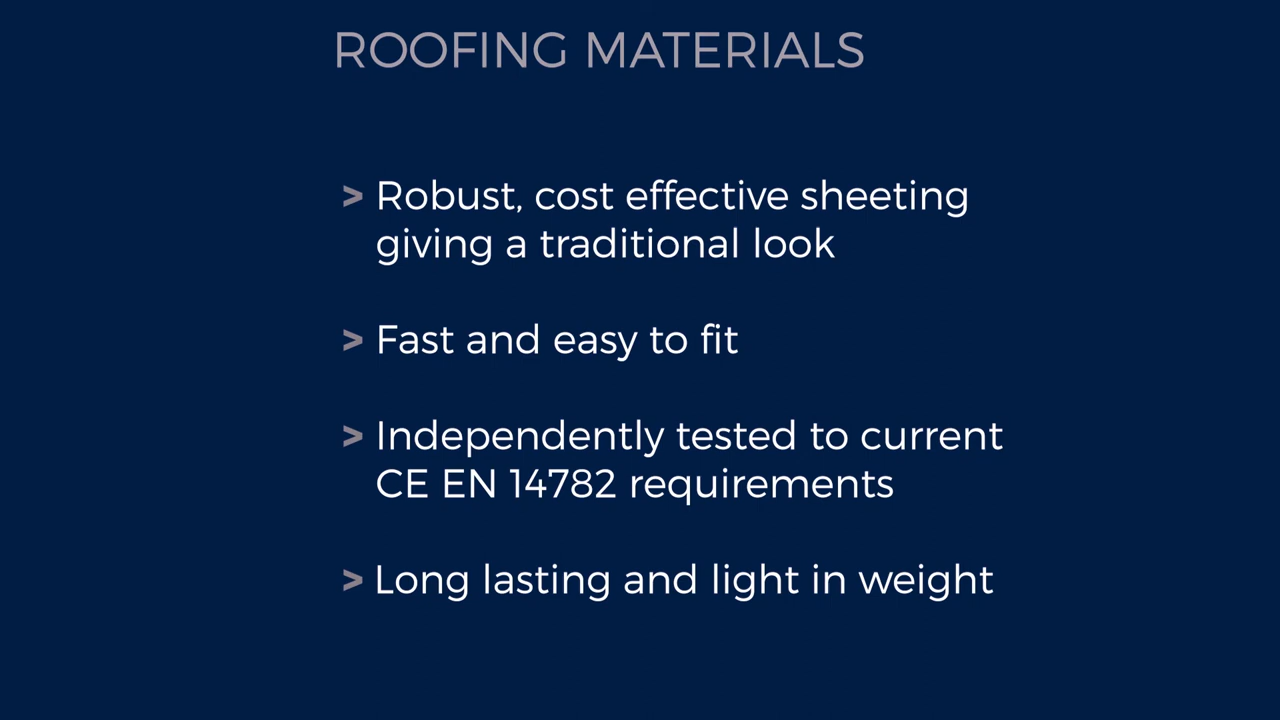 ROOFING MATERIALS
> Robust, cost effective sheeting
giving a traditional look
> Fast and easy to fit
> Independently tested to current
CE EN 14782 requirements
> Long lasting and light in weight